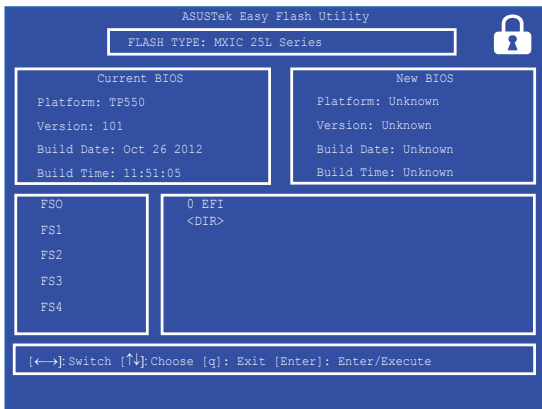 ASUSTek Easy Flash Utility
FLASH TYPE: MXIC 25L Series
Current BIOS
Platform: TP550
Version: 101
Build Date: Oct 26 2012
Build Time: 11:51:05
New BIOS
Platform: Unknown
Version: Unknown
Build Date: Unknown
Build Time: Unknown
FSO
FS1
FS2
FS3
FS4
0 EFI
<DIR>
[←→]: Switch [↑↓]: Choose [q]: Exit [Enter]: Enter/Execute